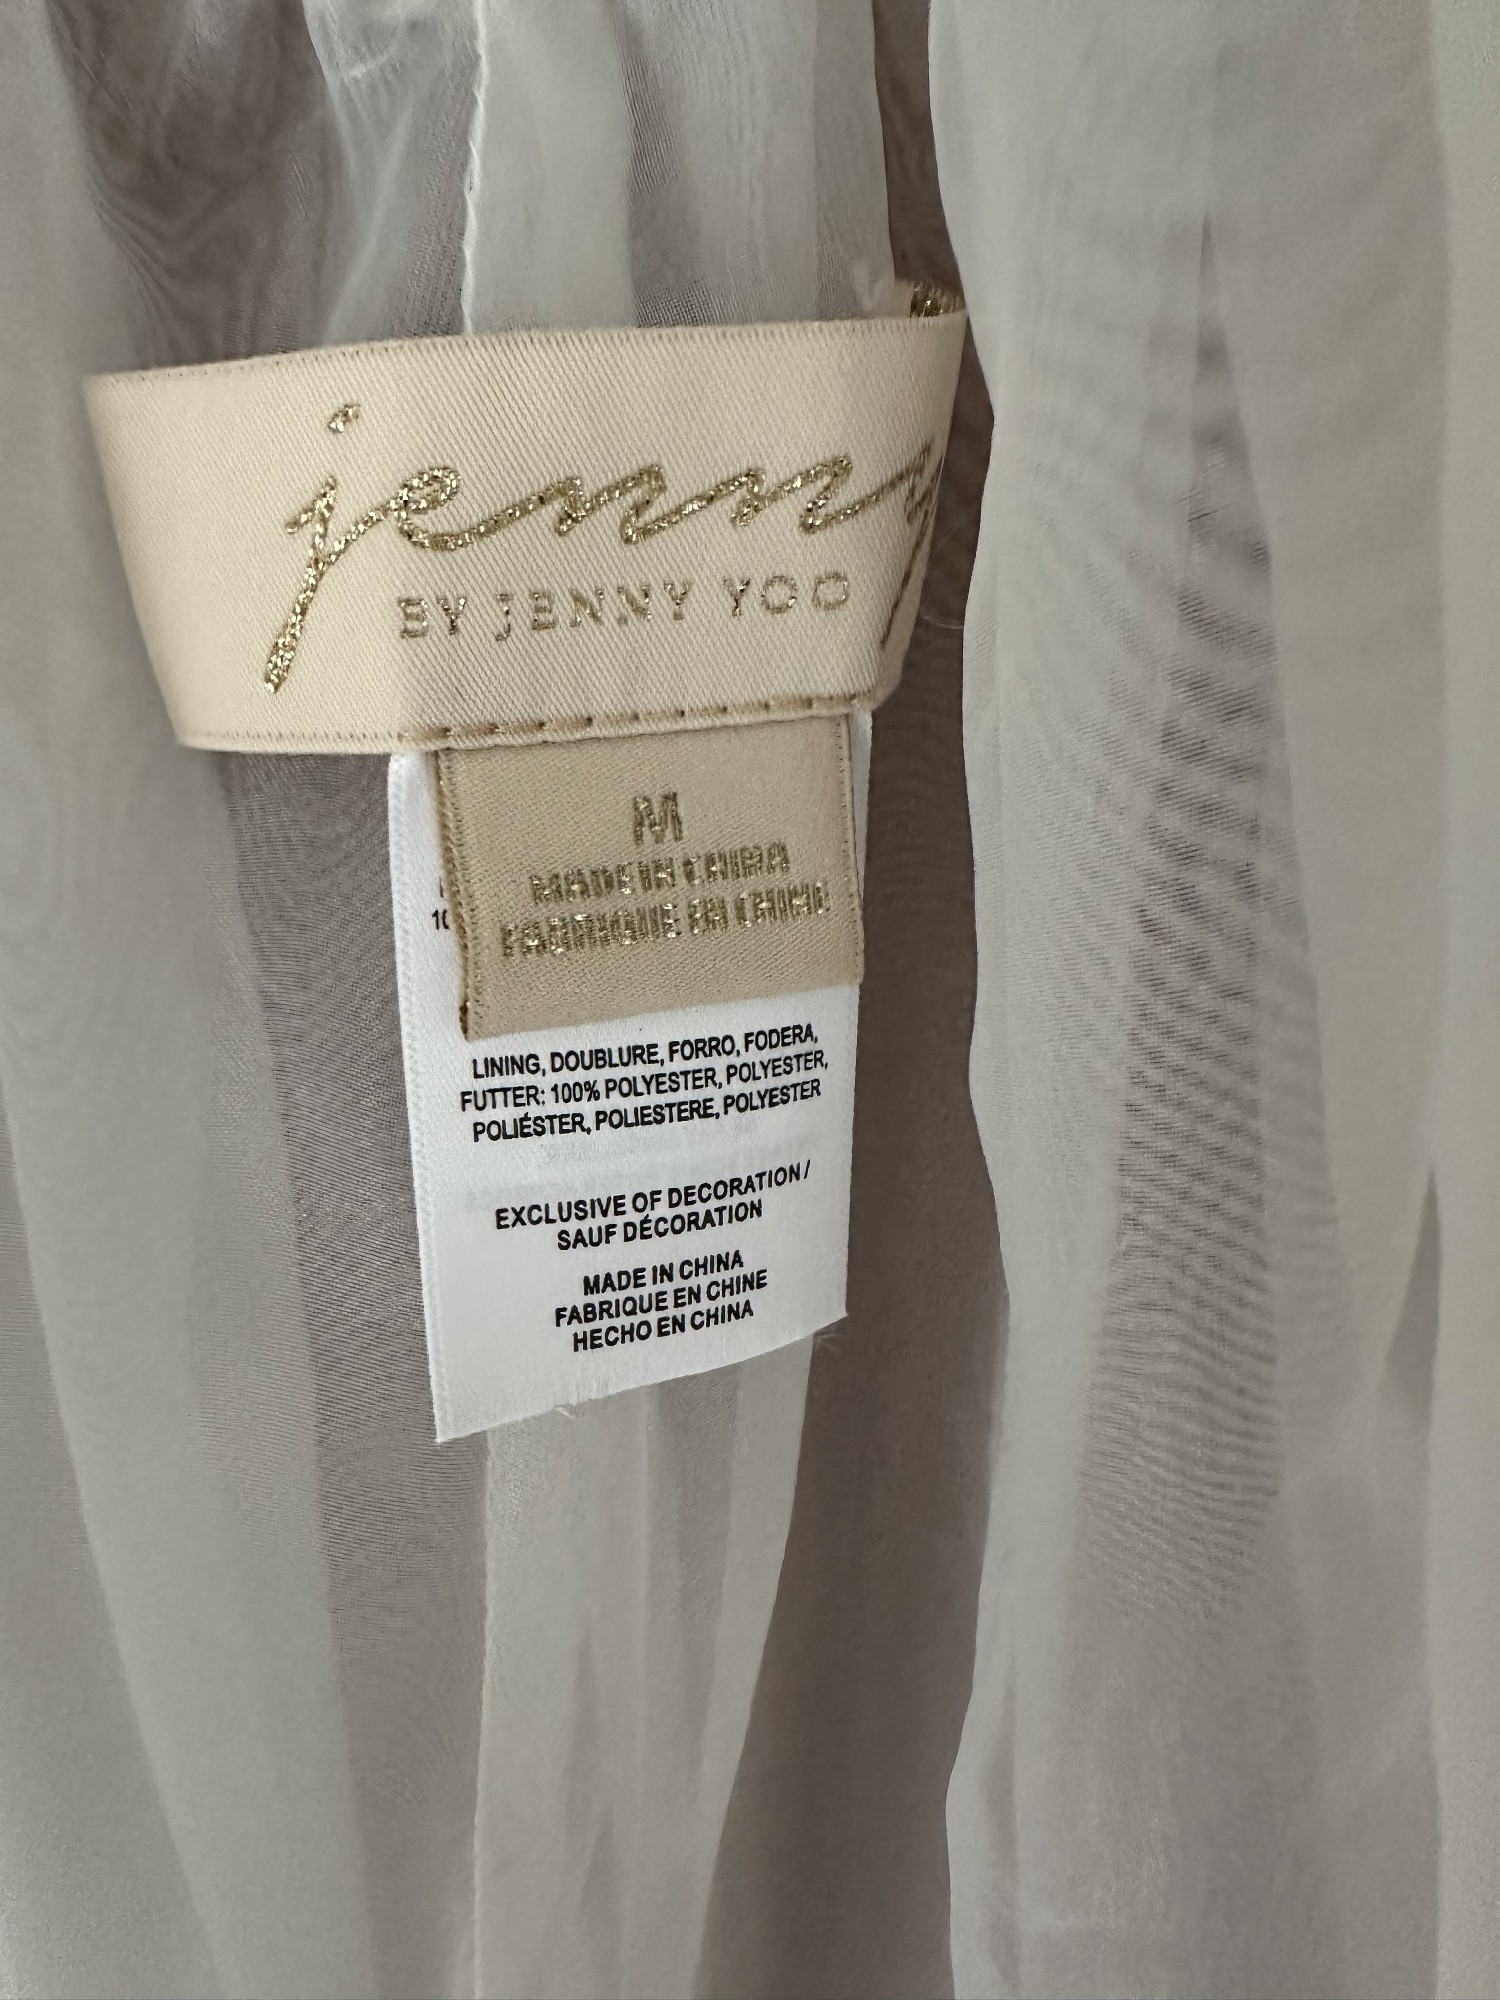 jenny
BY JENNY YOO
M
MADE IN CHINA
FABRIQUE EN CHINE
10
LINING, DOUBLURE, FORRO, FODERA,
FUTTER: 100% POLYESTER, POLYESTER,
POLIÉSTER, POLIESTERE, POLYESTER
EXCLUSIVE OF DECORATION /
SAUF DÉCORATION
MADE IN CHINA
FABRIQUE EN CHINE
HECHO EN CHINA